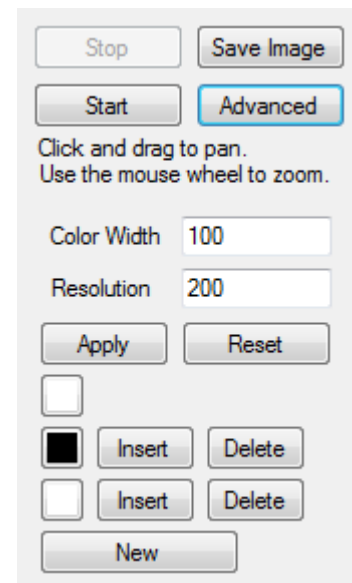 Stop Save Image
Start Advanced
Click and drag to pan.
Use the mouse wheel to zoom.
Color Width 100
Resolution 200
Apply Reset
Insert Delete
Insert Delete
New